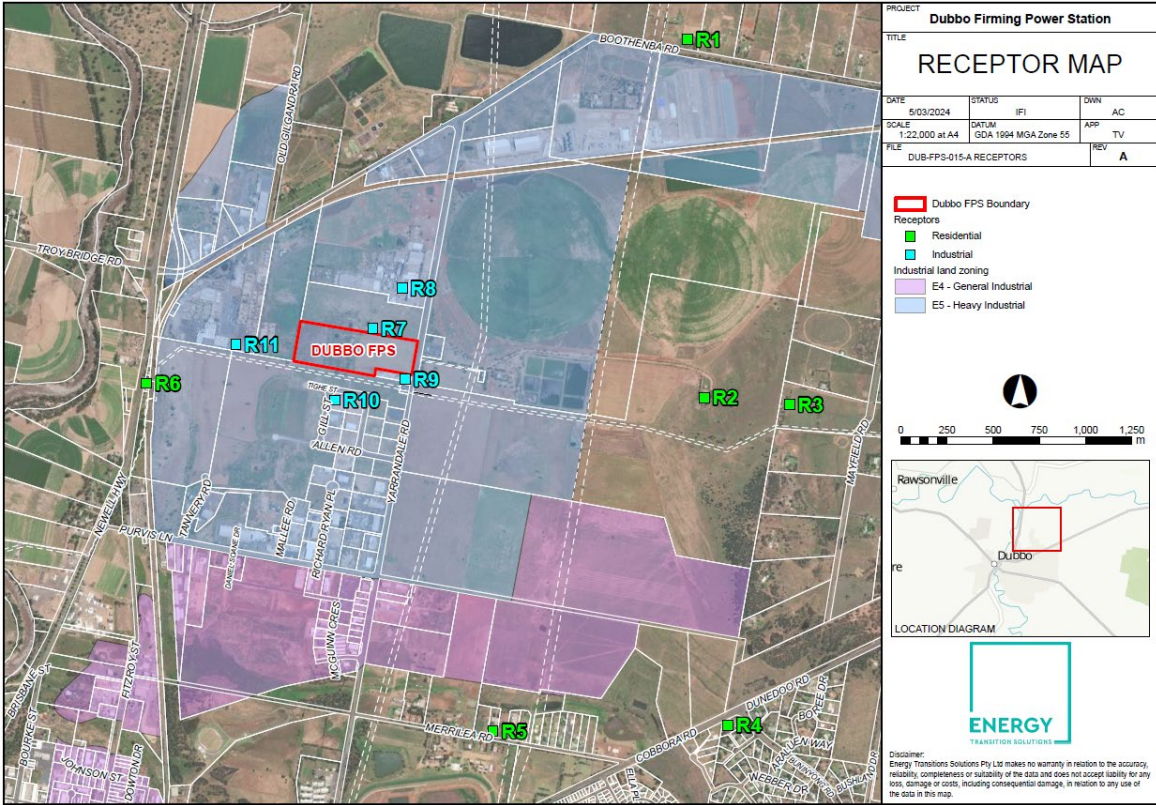 BOOTHENBA RD
R1
OLD GILGANDRA RD
TROY BRIDGE RD
R8
R7
R11
DUBBO FPS
R9
R6
TIGHE ST
R10
R2
R3
GILL ST
ALLEN RD
YARRANDALE RD
MAYFIELD RD
NEWELL HWY
TANNERY RD
MALLEE RD
RICHARD RYAN PL
PURVIS LN
DANIEL SHANE DR
MCGUINN CRES
FITZROY ST
BRISBANE ST
BOURKE ST
JOHNSON ST
DOWTON DR
MERRILEA RD
R5
R4
DUNEDOO RD
COBBORA RD
BOREE DR
WEBBER DR
BUSHLAND DR
PROJECT
Dubbo Firming Power Station
TITLE
RECEPTOR MAP
DATE
5/03/2024
STATUS
IFI
DWN
AC
SCALE
1:22,000 at A4
DATUM
GDA 1994 MGA Zone 55
APP
TV
FILE
DUB-FPS-015-A RECEPTORS
REV
A
Dubbo FPS Boundary
Receptors
Residential
Industrial
Industrial land zoning
E4 - General Industrial
E5 - Heavy Industrial
0 250 500 750 1,000 1,250
m
Rawsonville
Dubbo
re
LOCATION DIAGRAM
ENERGY
TRANSITION SOLUTIONS
Disclaimer:
Energy Transitions Solutions Pty Ltd makes no warranty in relation to the accuracy,
reliability, completeness or suitability of the data and does not accept liability for any
loss, damage or costs, including consequential damage, in relation to any use of
the data in this map.